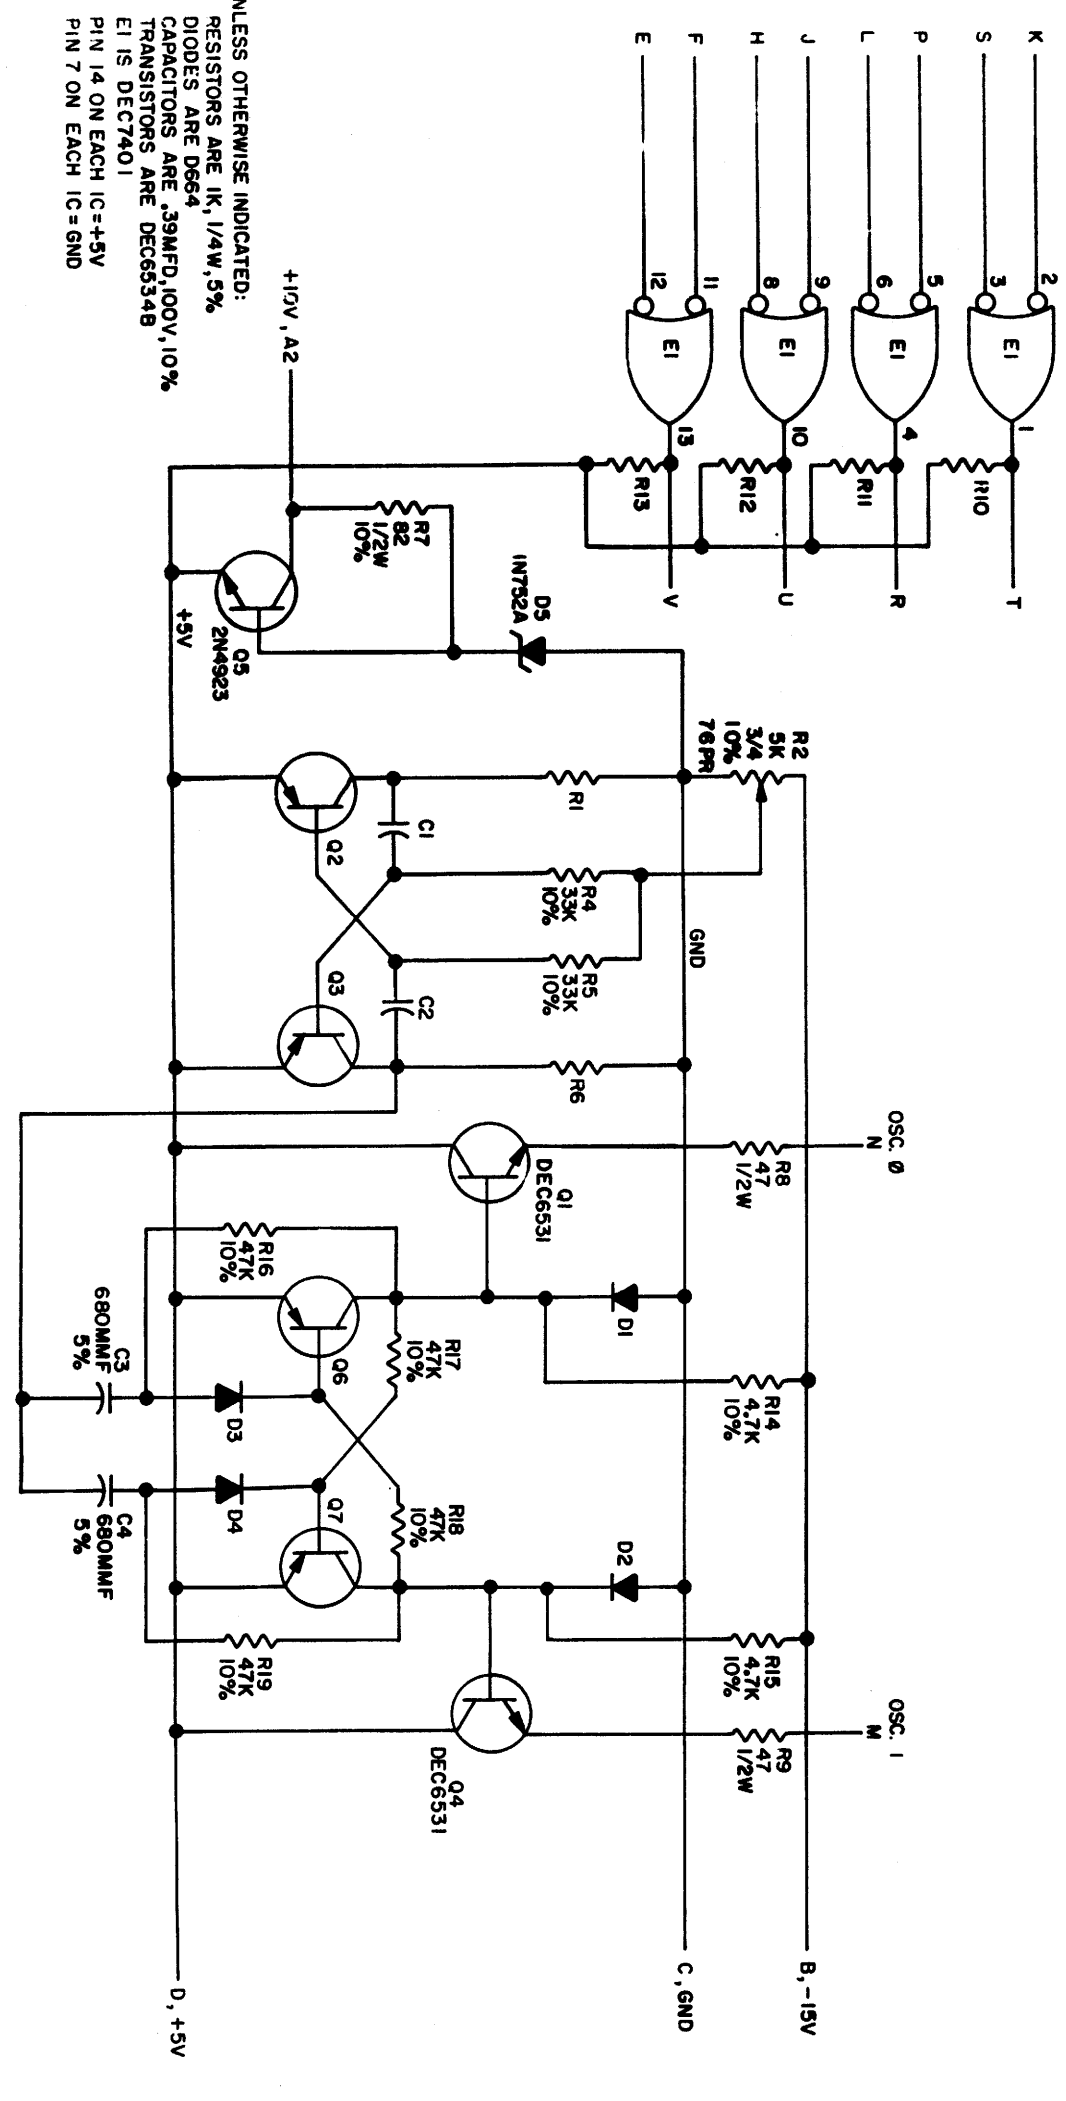 K
S
P
L
J
H
F
E
2
3
5
6
9
8
11
12
E1
E1
E1
E1
1
4
10
13
R10
R11
R12
R13
T
R
U
V
+10V, A2
R7
82
1/2W
10%
D5
1N752A
Q5
2N4923
+5V
R2
5K
3/4
10%
76PR
R1
C1
Q2
R4
33K
10%
R5
33K
10%
GND
Q3
C2
R6
OSC. Ø
N
R8
47
1/2W
Q1
DEC6531
R16
47K
10%
D1
R14
4.7K
10%
Q6
R17
47K
10%
C3
680MMF
5%
D3
D4
C4
680MMF
5%
Q7
R18
47K
10%
D2
R15
4.7K
10%
R19
47K
10%
OSC. 1
M
R9
47
1/2W
Q4
DEC6531
B, -15V
C, GND
D, +5V
NLESS OTHERWISE INDICATED:
RESISTORS ARE 1K, 1/4W, 5%
DIODES ARE D664
CAPACITORS ARE .39MFD, 100V, 10%
TRANSISTORS ARE DEC6534B
E1 IS DEC7401
PIN 14 ON EACH IC=+5V
PIN 7 ON EACH IC=GND